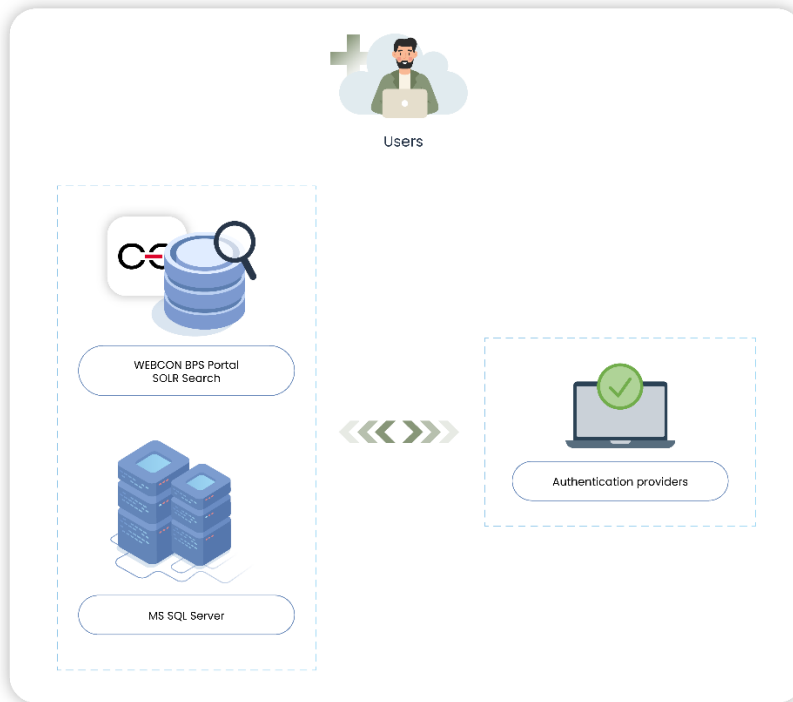 Users
WEBCON BPS Portal
SOLR Search
Authentication providers
MS SQL Server